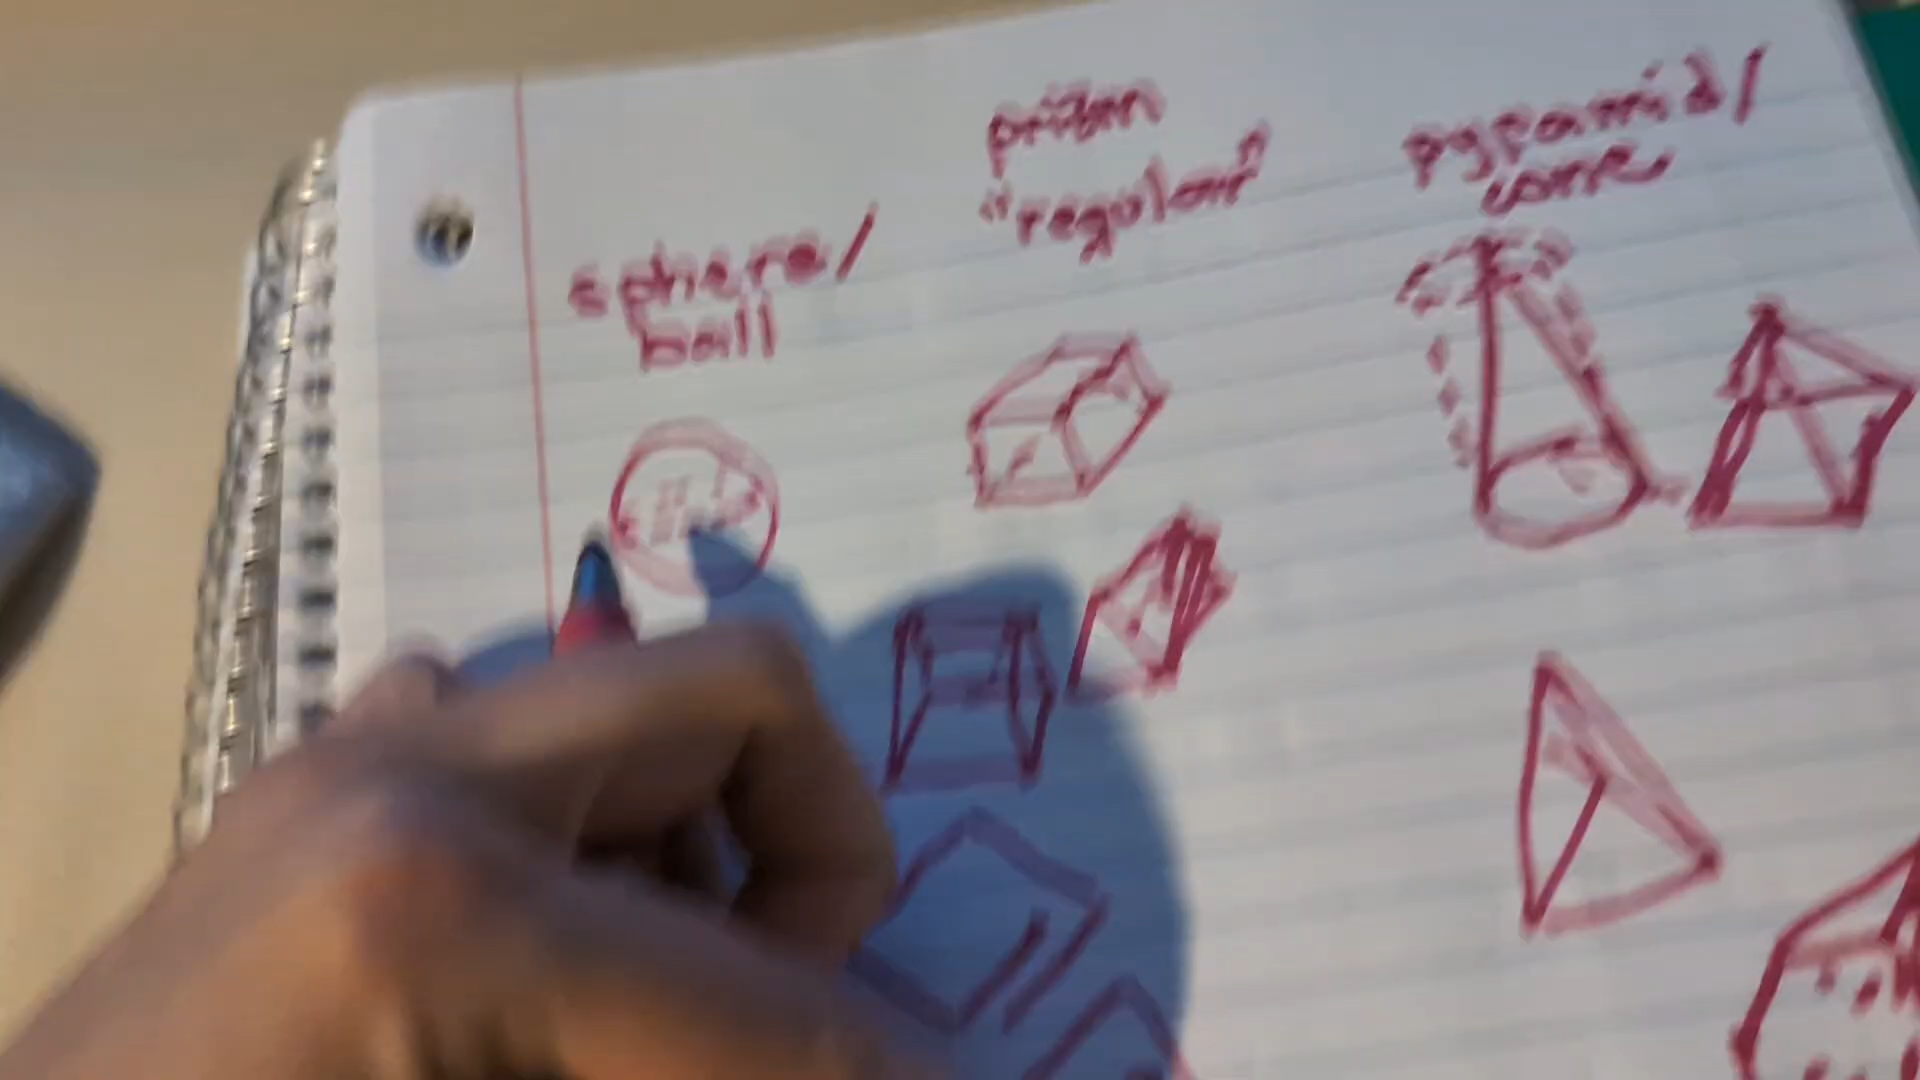 sphere/
ball
prism
"regular"
pyramid/
cone